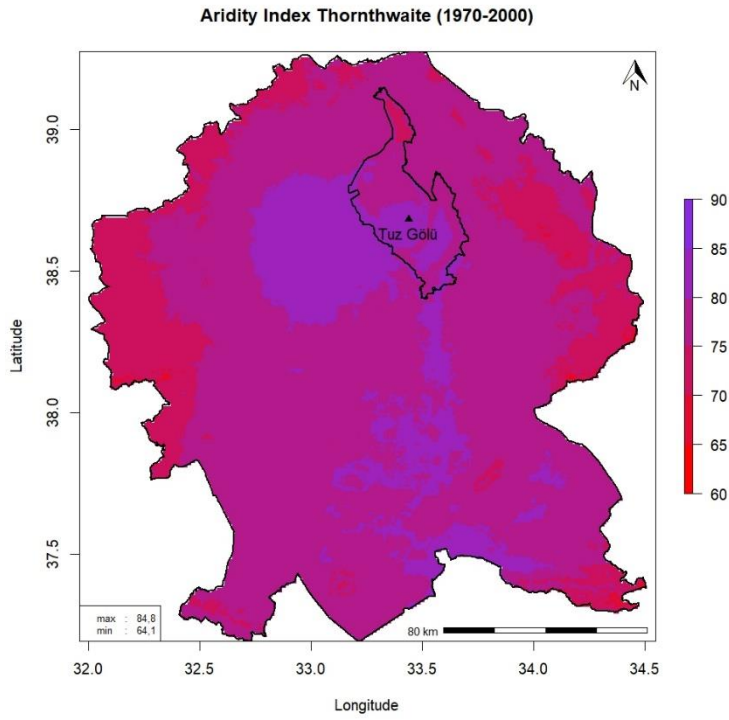 Aridity Index Thornthwaite (1970-2000)
N
39.0
38.5
38.0
37.5
Latitude
Tuz Gölü
90
85
80
75
70
65
60
max : 84,8
min : 64,1
80 km
32.0 32.5 33.0 33.5 34.0 34.5
Longitude